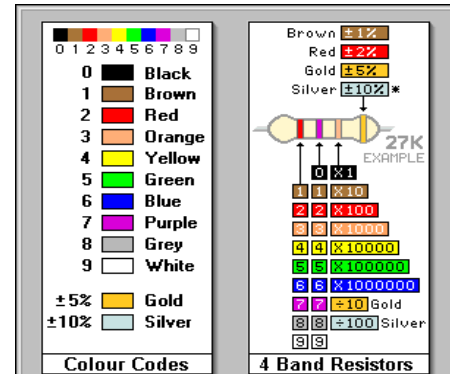 0 1 2 3 4 5 6 7 8 9
0 Black
1 Brown
2 Red
3 Orange
4 Yellow
5 Green
6 Blue
7 Purple
8 Grey
9 White
±5% Gold
±10% Silver
Colour Codes
Brown ±1%
Red ±2%
Gold ±5%
Silver ±10% *
27K
EXAMPLE
0 X1
1 1 X10
2 2 X100
3 3 X1000
4 4 X10000
5 5 X100000
6 6 X1000000
7 7 ÷10 Gold
8 8 ÷100 Silver
9 9
4 Band Resistors